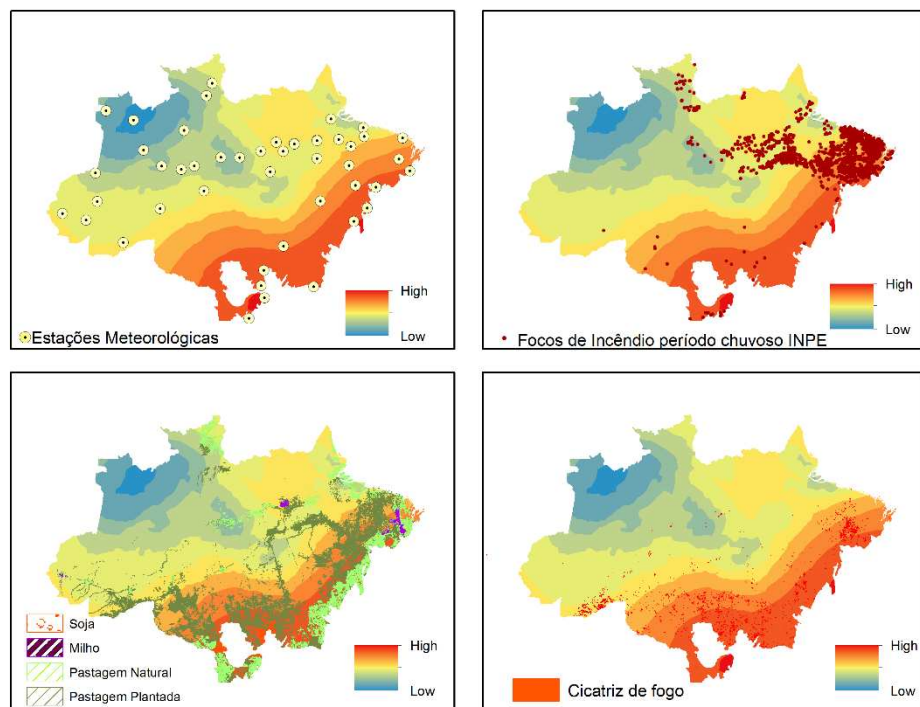 High
Low
Estações Meteorológicas
High
Low
Focos de Incêndio período chuvoso INPE
Soja
Milho
Pastagem Natural
Pastagem Plantada
High
Low
High
Low
Cicatriz de fogo